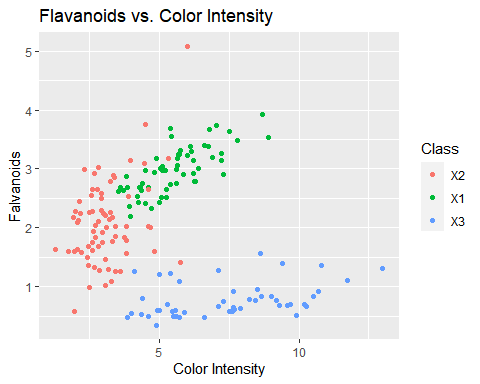 Flavanoids vs. Color Intensity
5
4
3
2
1
Falvanoids
5
10
Color Intensity
Class
X2
X1
X3